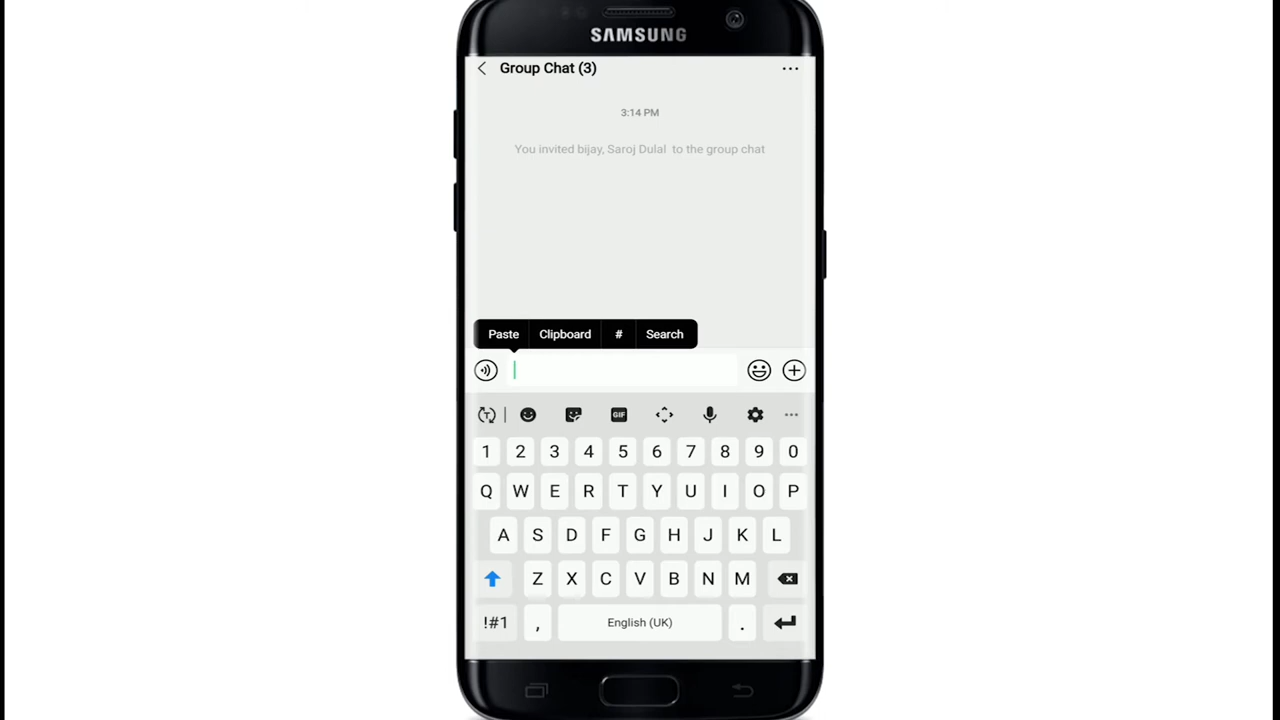 SAMSUNG
Group Chat (3)
3:14 PM
You invited bijay, Saroj Dulal  to the group chat
Paste Clipboard # Search
T GIF
1 2 3 4 5 6 7 8 9 0
Q W E R T Y U I O P
A S D F G H J K L
Z X C V B N M
!#1 , English (UK) .